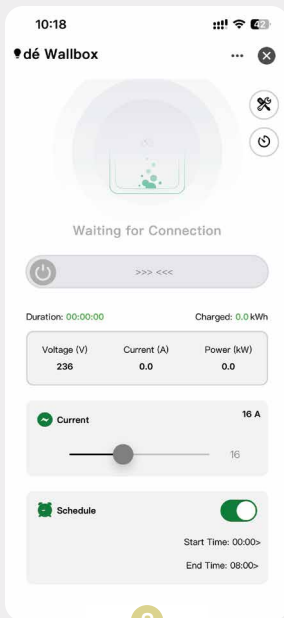 10:18
42
dé Wallbox
Waiting for Connection
>>> <<<
Duration: 00:00:00 Charged: 0.0 kWh
Voltage (V) Current (A) Power (kW)
236 0.0 0.0
Current 16 A
16
Schedule
Start Time: 00:00>
End Time: 08:00>